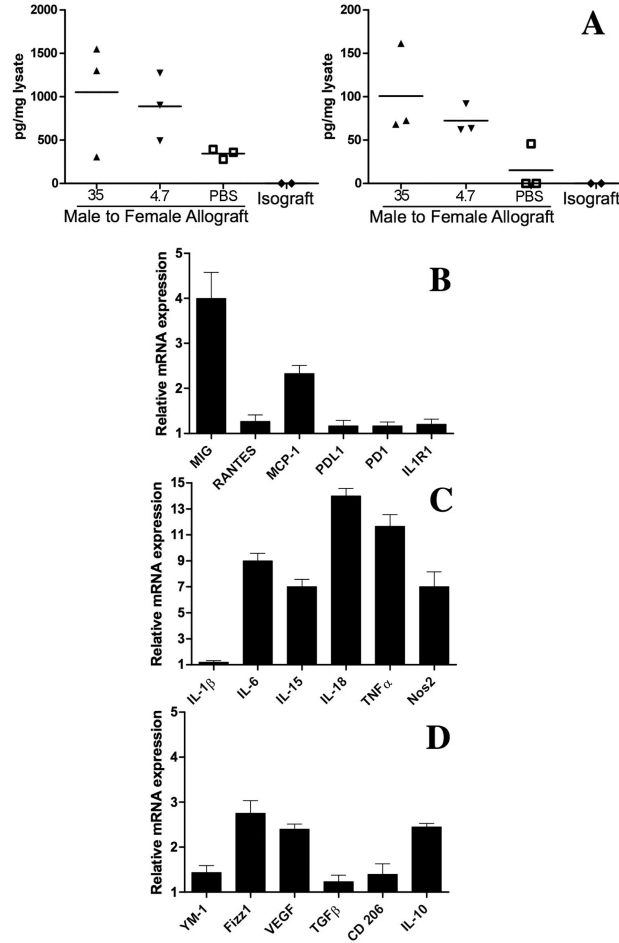 A
pg/mg lysate
2000
1500
1000
500
0
35
4.7
PBS
Isograft
Male to Female Allograft
pg/mg lysate
200
150
100
50
0
35
4.7
PBS
Isograft
Male to Female Allograft
B
Relative mRNA expression
5
4
3
2
1
MIG
RANTES
MCP-1
PDL1
PD1
IL1R1
C
Relative mRNA expression
15
13
11
9
7
5
3
1
IL-1β
IL-6
IL-15
IL-18
TNFα
Nos2
D
Relative mRNA expression
5
4
3
2
1
YM-1
Fizz1
VEGF
TGFβ
CD 206
IL-10